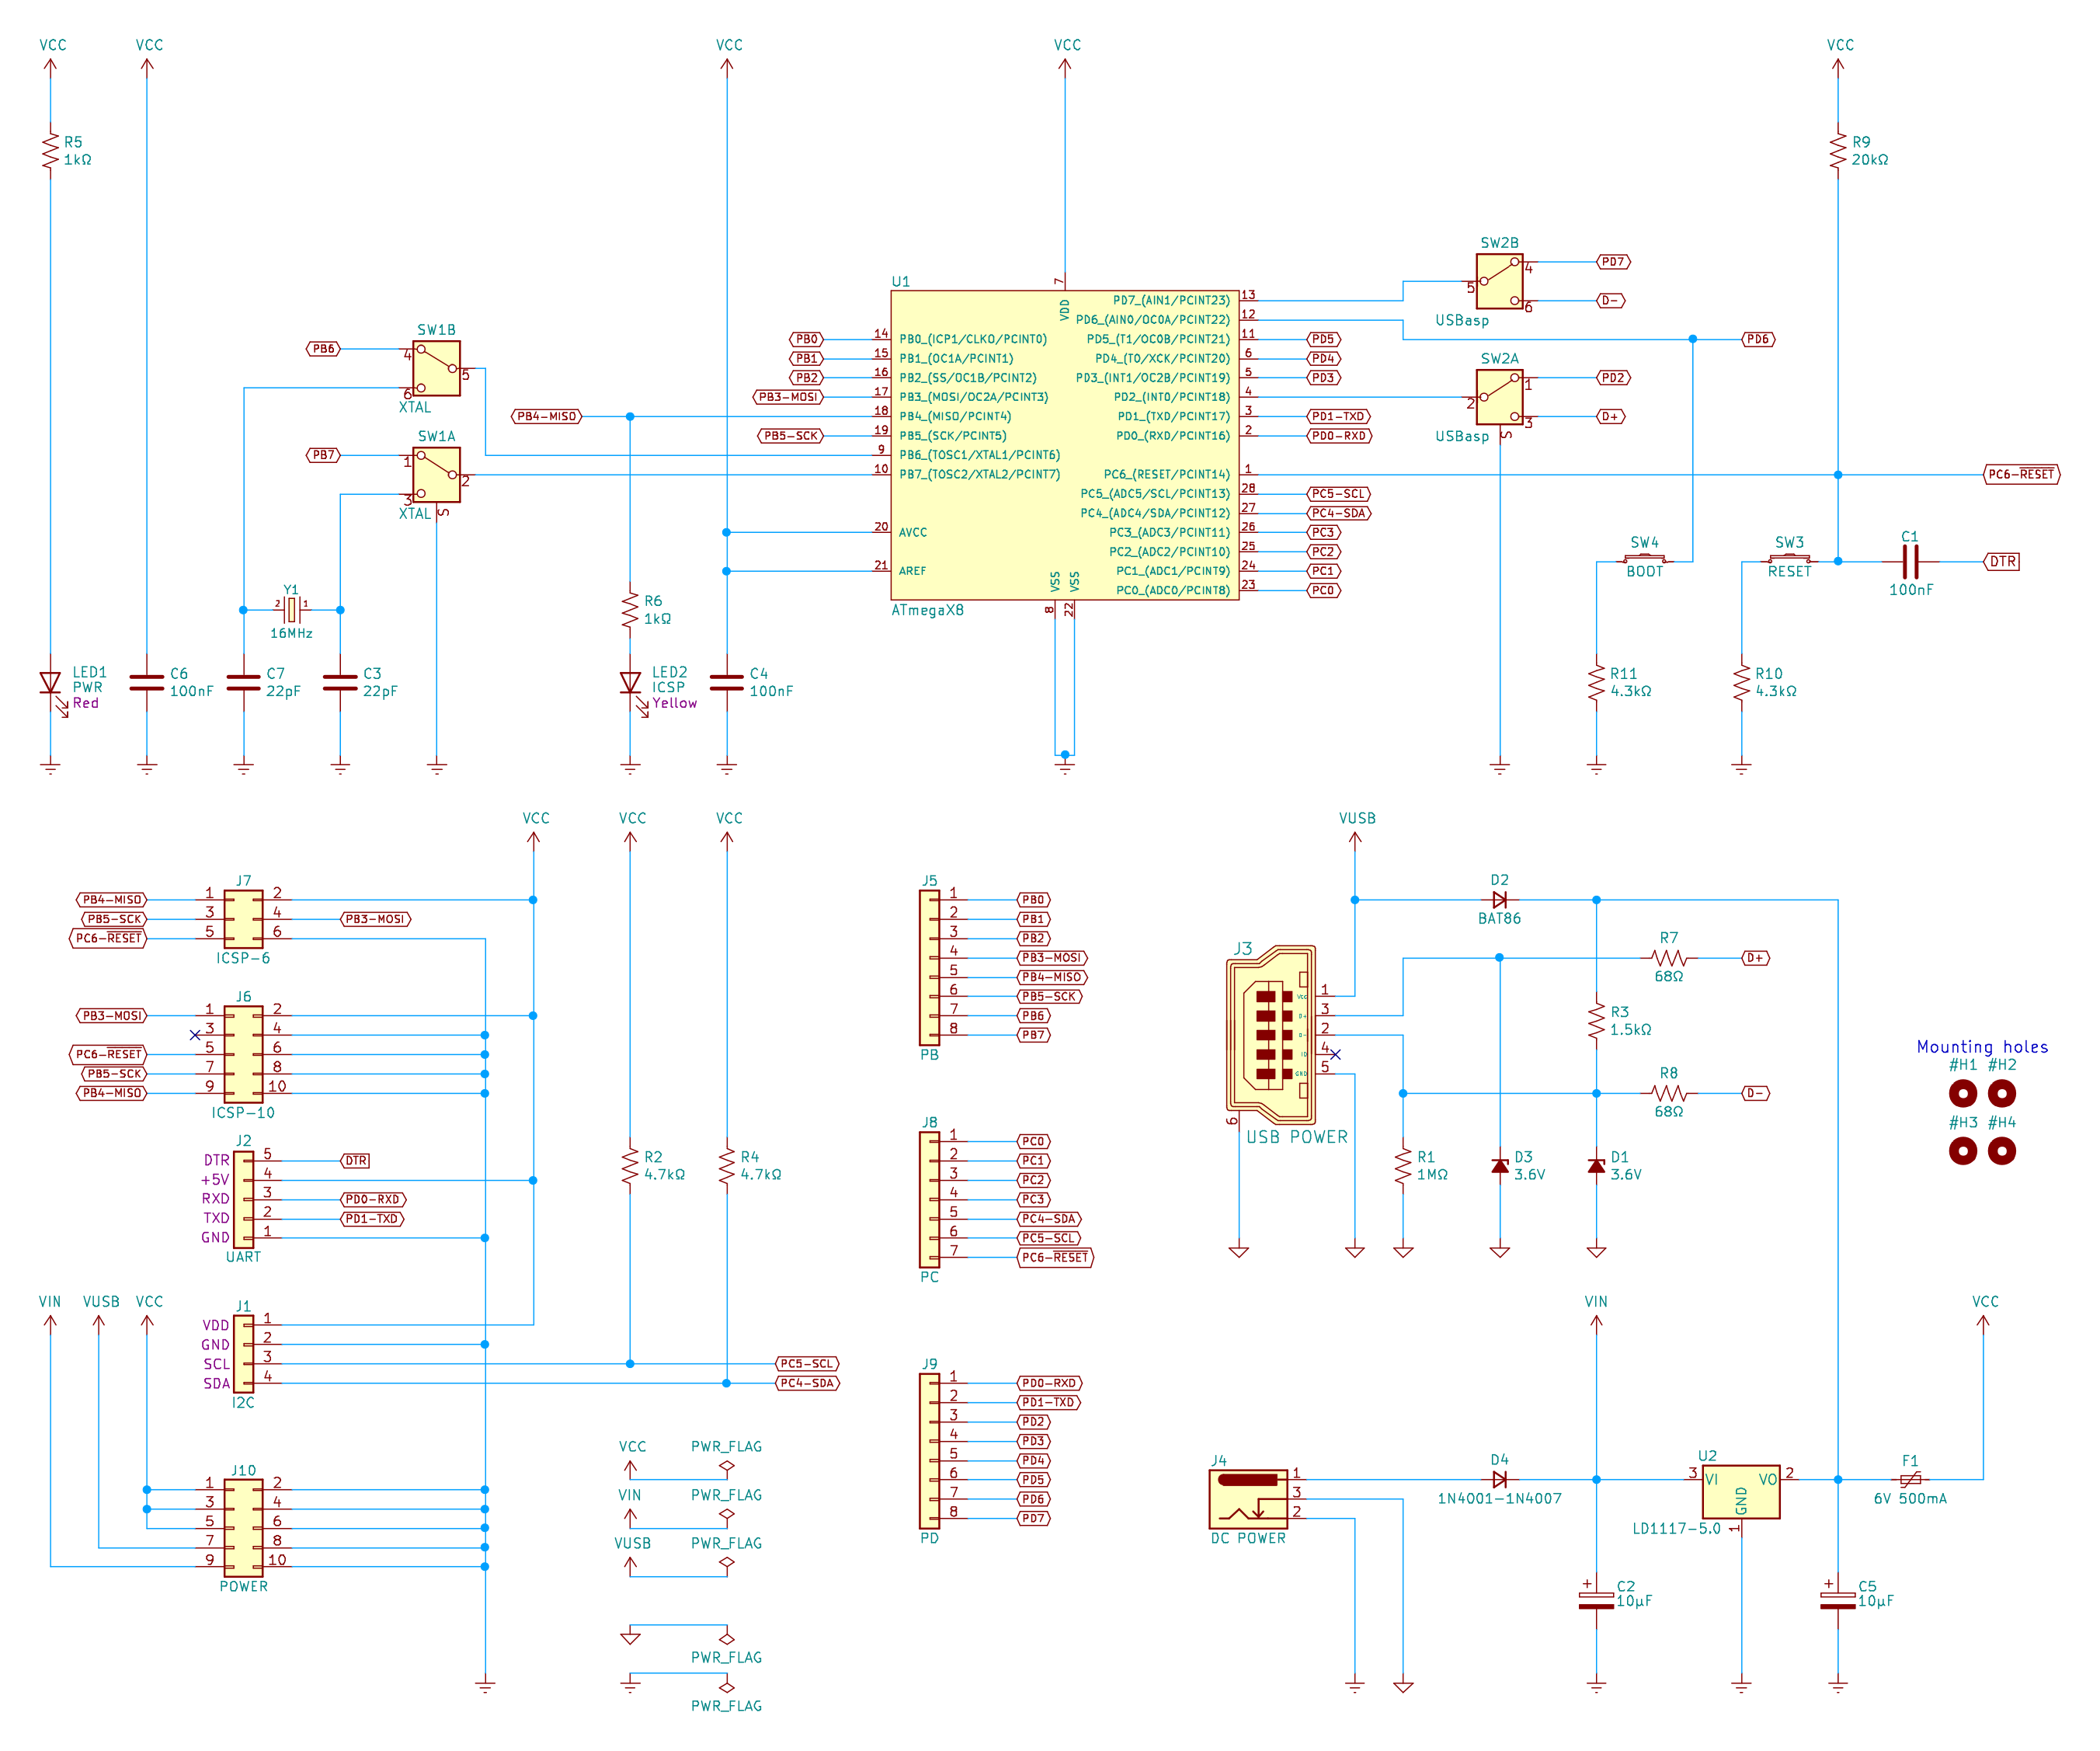 VCC
VCC
VCC
VCC
VCC
R5
1kΩ
R9
20kΩ
SW2B
4
5
6
USBasp
PD7
D-
U1
7
VDD
PD7_(AIN1/PCINT23)
13
PD6_(AIN0/OC0A/PCINT22)
12
PB0
14
PB0_(ICP1/CLKO/PCINT0)
PD5_(T1/OC0B/PCINT21)
11
PD5
PD6
PB1
15
PB1_(OC1A/PCINT1)
PD4_(T0/XCK/PCINT20)
6
PD4
PB2
16
PB2_(SS/OC1B/PCINT2)
PD3_(INT1/OC2B/PCINT19)
5
PD3
PB3-MOSI
17
PB3_(MOSI/OC2A/PCINT3)
PD2_(INT0/PCINT18)
4
PB4-MISO
18
PB4_(MISO/PCINT4)
PD1_(TXD/PCINT17)
3
PD1-TXD
PB5-SCK
19
PB5_(SCK/PCINT5)
PD0_(RXD/PCINT16)
2
PD0-RXD
9
PB6_(TOSC1/XTAL1/PCINT6)
10
PB7_(TOSC2/XTAL2/PCINT7)
PC6_(RESET/PCINT14)
1
PC6-RESET
PC5_(ADC5/SCL/PCINT13)
28
PC5-SCL
PC4_(ADC4/SDA/PCINT12)
27
PC4-SDA
20
AVCC
PC3_(ADC3/PCINT11)
26
PC3
PC2_(ADC2/PCINT10)
25
PC2
21
AREF
PC1_(ADC1/PCINT9)
24
PC1
PC0_(ADC0/PCINT8)
23
PC0
VSS
VSS
8
22
ATmegaX8
SW2A
1
2
3
S
USBasp
PD2
D+
SW1B
PB6
4
5
6
XTAL
SW1A
PB7
1
2
3
S
XTAL
SW4
BOOT
SW3
RESET
C1
100nF
DTR
Y1
2
1
16MHz
R6
1kΩ
LED1
PWR
Red
C6
100nF
C7
22pF
C3
22pF
LED2
ICSP
Yellow
C4
100nF
R11
4.3kΩ
R10
4.3kΩ
VCC
VCC
VCC
VUSB
J7
PB4-MISO
1
2
PB5-SCK
3
4
PB3-MOSI
PC6-RESET
5
6
ICSP-6
J6
PB3-MOSI
1
2
3
4
PC6-RESET
5
6
PB5-SCK
7
8
PB4-MISO
9
10
ICSP-10
J2
DTR
5
DTR
+5V
4
RXD
3
PD0-RXD
TXD
2
PD1-TXD
GND
1
UART
R2
4.7kΩ
R4
4.7kΩ
VIN
VUSB
VCC
J1
VDD
1
GND
2
SCL
3
PC5-SCL
SDA
4
PC4-SDA
I2C
J10
1
2
3
4
5
6
7
8
9
10
POWER
VCC
PWR_FLAG
VIN
PWR_FLAG
VUSB
PWR_FLAG
PWR_FLAG
PWR_FLAG
J5
1
PB0
2
PB1
3
PB2
4
PB3-MOSI
5
PB4-MISO
6
PB5-SCK
7
PB6
8
PB7
PB
J8
1
PC0
2
PC1
3
PC2
4
PC3
5
PC4-SDA
6
PC5-SCL
7
PC6-RESET
PC
J9
1
PD0-RXD
2
PD1-TXD
3
PD2
4
PD3
5
PD4
6
PD5
7
PD6
8
PD7
PD
J3
Vcc
1
D+
3
D-
2
ID
4
GND
5
6
USB POWER
D2
BAT86
R7
68Ω
D+
R3
1.5kΩ
R8
68Ω
D-
R1
1MΩ
D3
3.6V
D1
3.6V
Mounting holes
#H1
#H2
#H3
#H4
VIN
VCC
J4
1
3
2
DC POWER
D4
1N4001-1N4007
U2
3
VI
VO
2
GND
1
LD1117-5.0
F1
6V 500mA
C2
10µF
C5
10µF